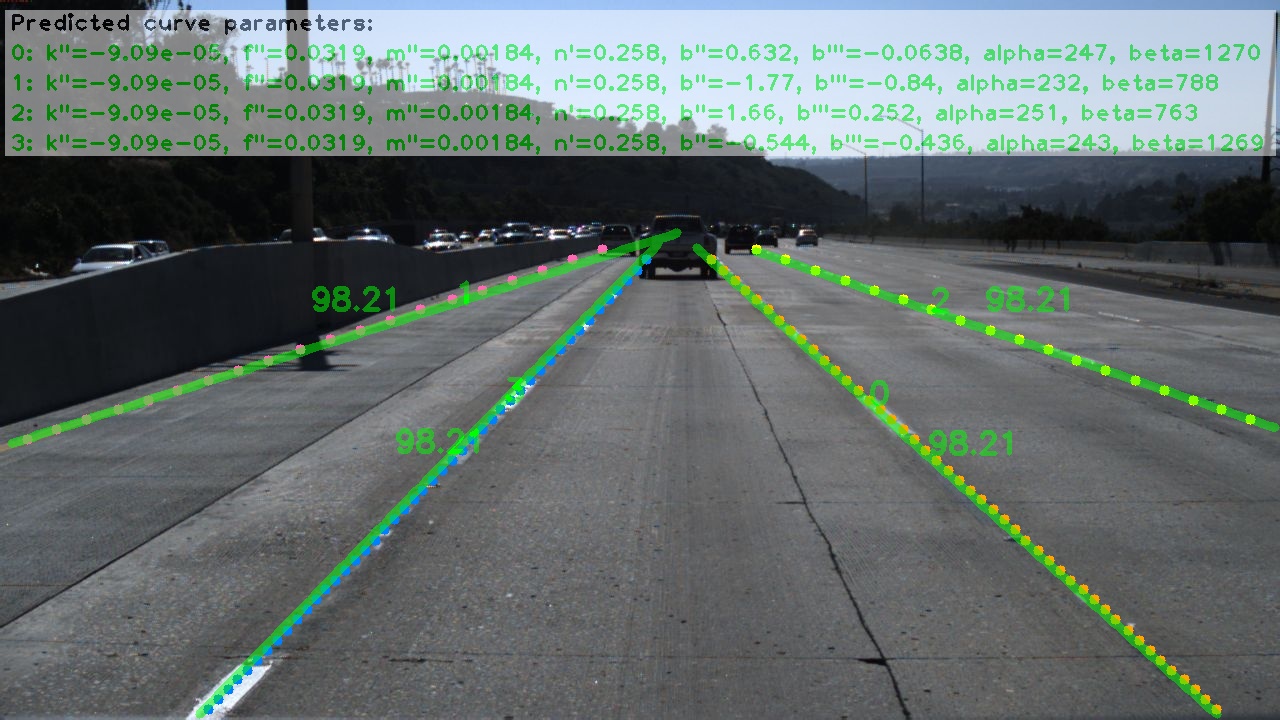 Predicted curve parameters:
0: k''=-9.09e-05, f''=0.0319, m''=0.00184, n'=0.258, b''=0.632, b'''=-0.0638, alpha=247, beta=1270
1: k''=-9.09e-05, f''=0.0319, m''=0.00184, n'=0.258, b''=-1.77, b'''=-0.84, alpha=232, beta=788
2: k''=-9.09e-05, f''=0.0319, m''=0.00184, n'=0.258, b''=1.66, b'''=0.252, alpha=251, beta=763
3: k''=-9.09e-05, f''=0.0319, m''=0.00184, n'=0.258, b''=-0.544, b'''=-0.436, alpha=243, beta=1269
98.21 1 2 98.21
0
98.21 98.21